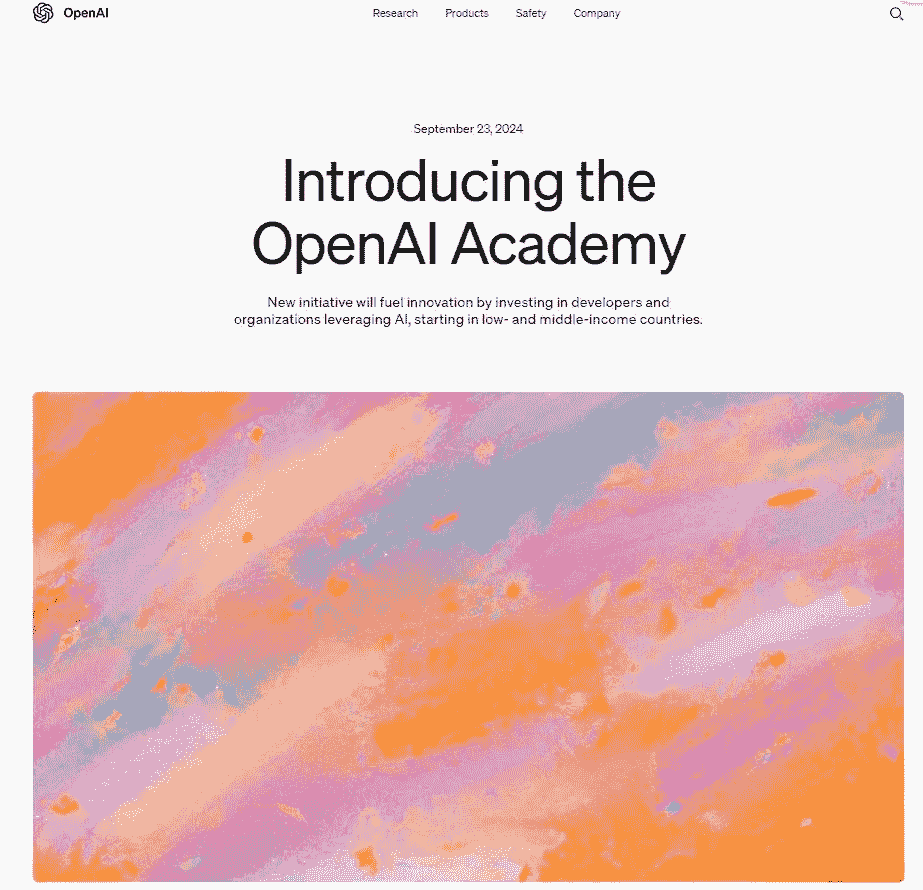 OpenAI
Research Products Safety Company
September 23, 2024
Introducing the
OpenAI Academy
New initiative will fuel innovation by investing in developers and
organizations leveraging AI, starting in low- and middle-income countries.